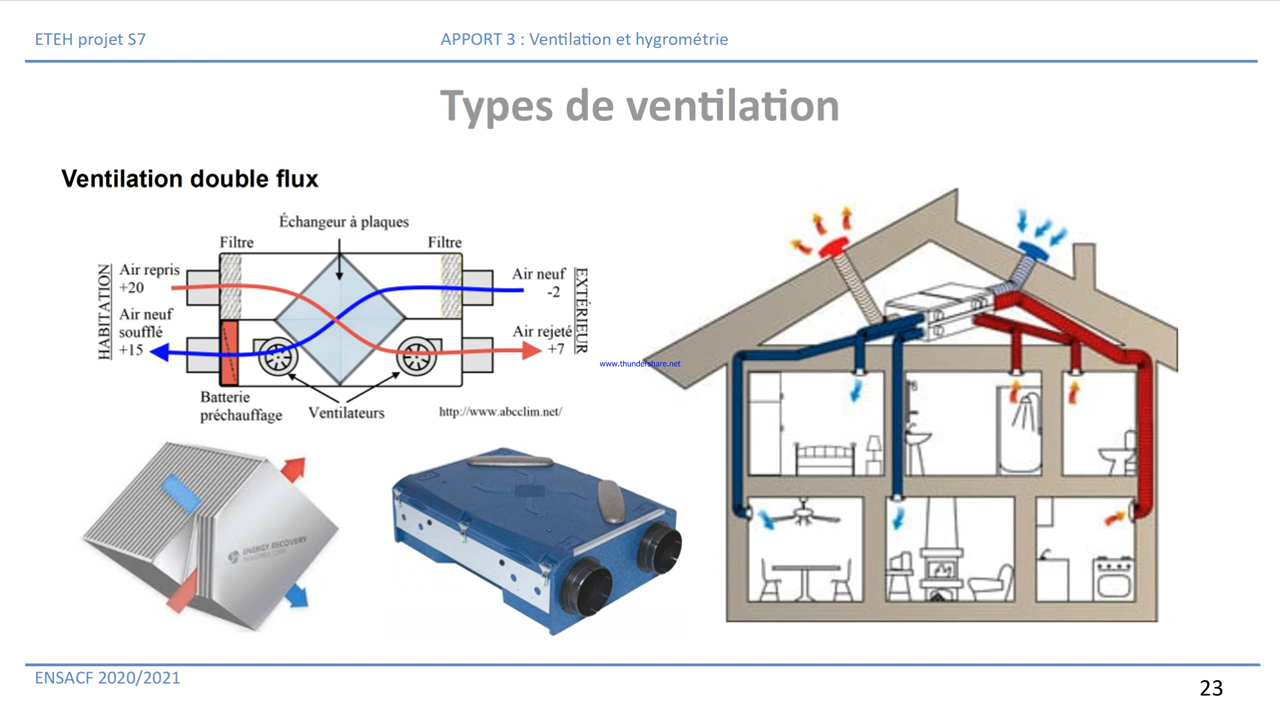 ETEH projet S7
APPORT 3 : Ventilation et hygrométrie
Types de ventilation
Ventilation double flux
Échangeur à plaques
Filtre
Filtre
HABITATION
Air repris
+20
Air neuf
soufflé
+15
Air neuf
-2
Air rejeté
+7
EXTÉRIEUR
Batterie
préchauffage
Ventilateurs
http://www.abcclim.net/
www.thundershare.net
ENERGY RECOVERY
ENSACF 2020/2021
23